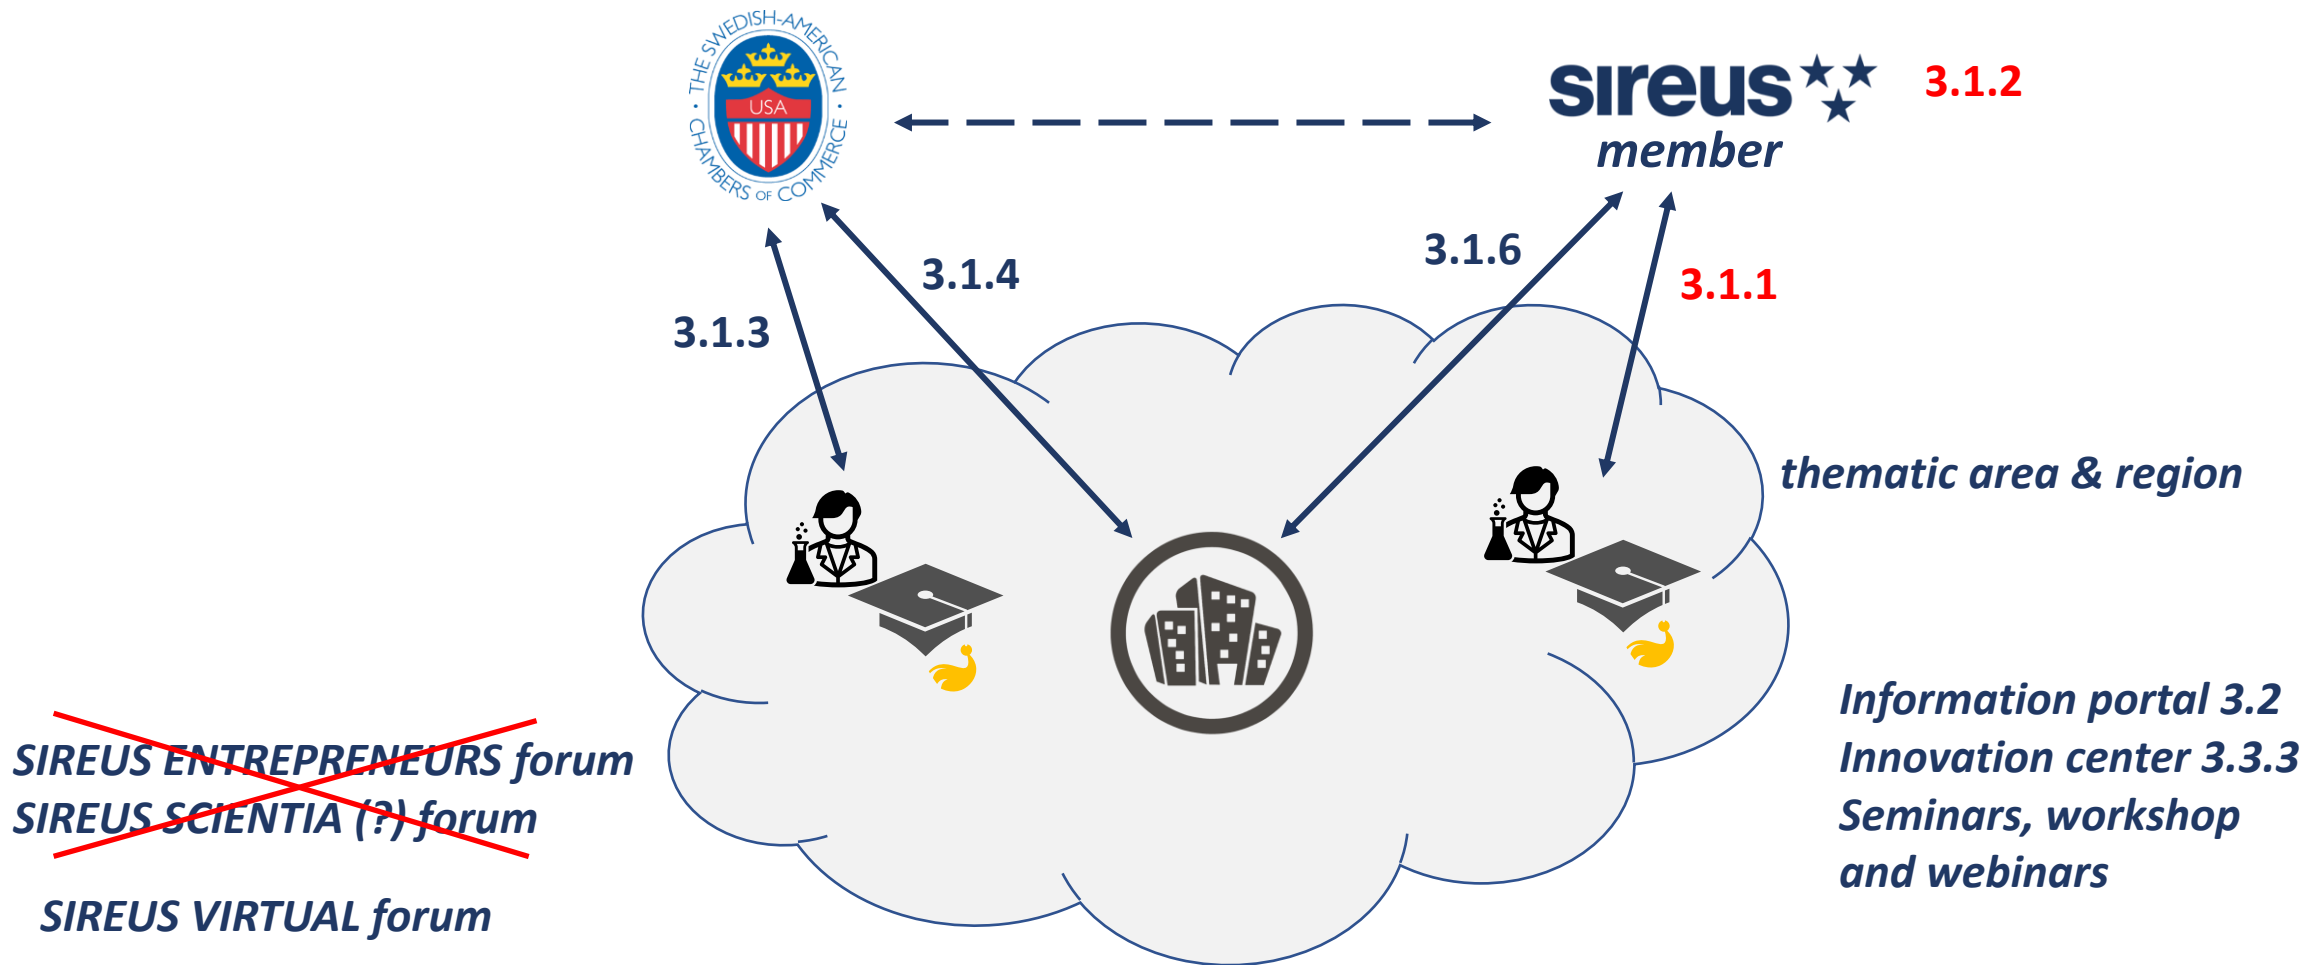 THE SWEDISH-AMERICAN
CHAMBERS OF COMMERCE
USA
sireus
member
3.1.2
3.1.6
3.1.4
3.1.1
3.1.3
thematic area & region
Information portal 3.2
Innovation center 3.3.3
Seminars, workshop
and webinars
SIREUS ENTREPRENEURS forum
SIREUS SCIENTIA (?) forum
SIREUS VIRTUAL forum